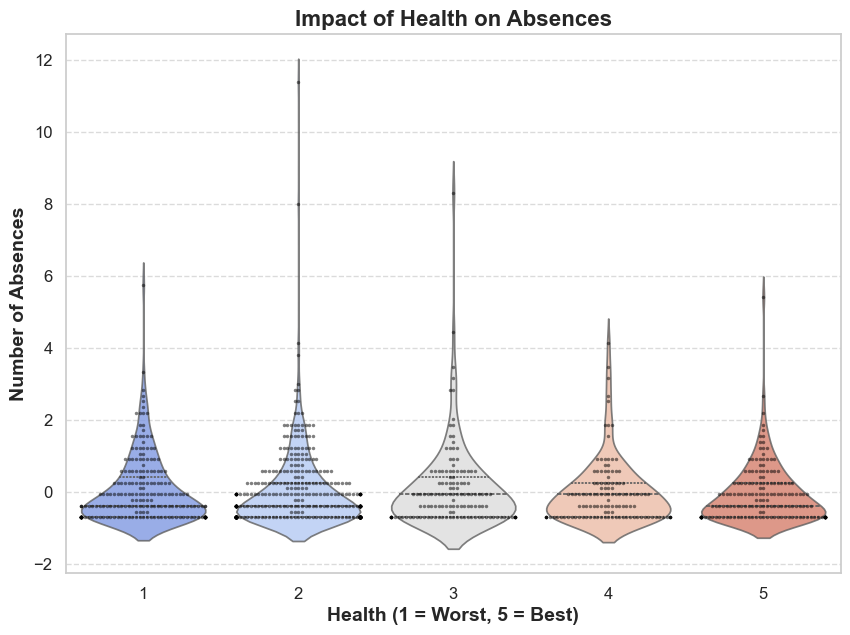 Impact of Health on Absences
Number of Absences
12
10
8
6
4
2
0
−2
1 2 3 4 5
Health (1 = Worst, 5 = Best)